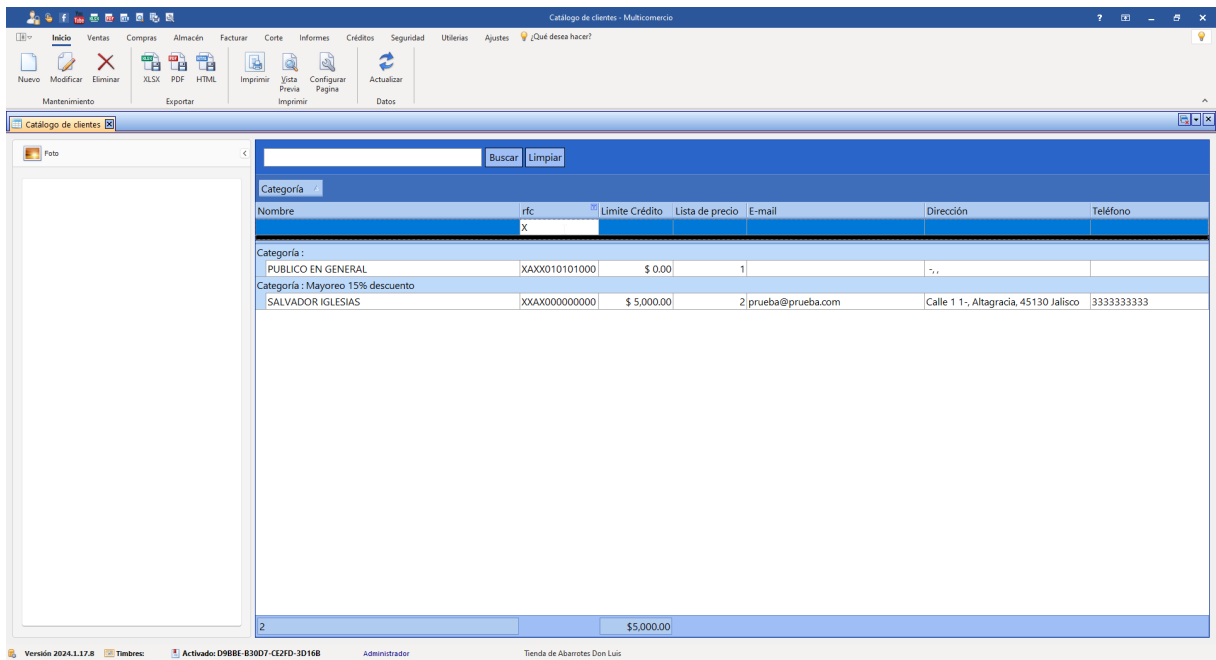 Catálogo de clientes - Multicomercio
Inicio Ventas Compras Almacén Facturar Corte Informes Créditos Seguridad Utilerias Ajustes ¿Qué desea hacer?
Nuevo Modificar Eliminar XLSX PDF HTML Imprimir Vista Previa Configurar Pagina Actualizar
Mantenimiento Exportar Imprimir Datos
Catálogo de clientes
Foto
Buscar Limpiar
Categoría
Nombre rfc Limite Crédito Lista de precio E-mail Dirección Teléfono
X
Categoría :
PUBLICO EN GENERAL XAXX010101000 $ 0.00 1 -, ,
Categoría : Mayoreo 15% descuento
SALVADOR IGLESIAS XXAX000000000 $ 5,000.00 2 prueba@prueba.com Calle 1 1-, Altagracia, 45130 Jalisco 3333333333
2 $5,000.00
Versión 2024.1.17.8 Timbres: Activado: D9BBE-B30D7-CE2FD-3D16B Administrador Tienda de Abarrotes Don Luis